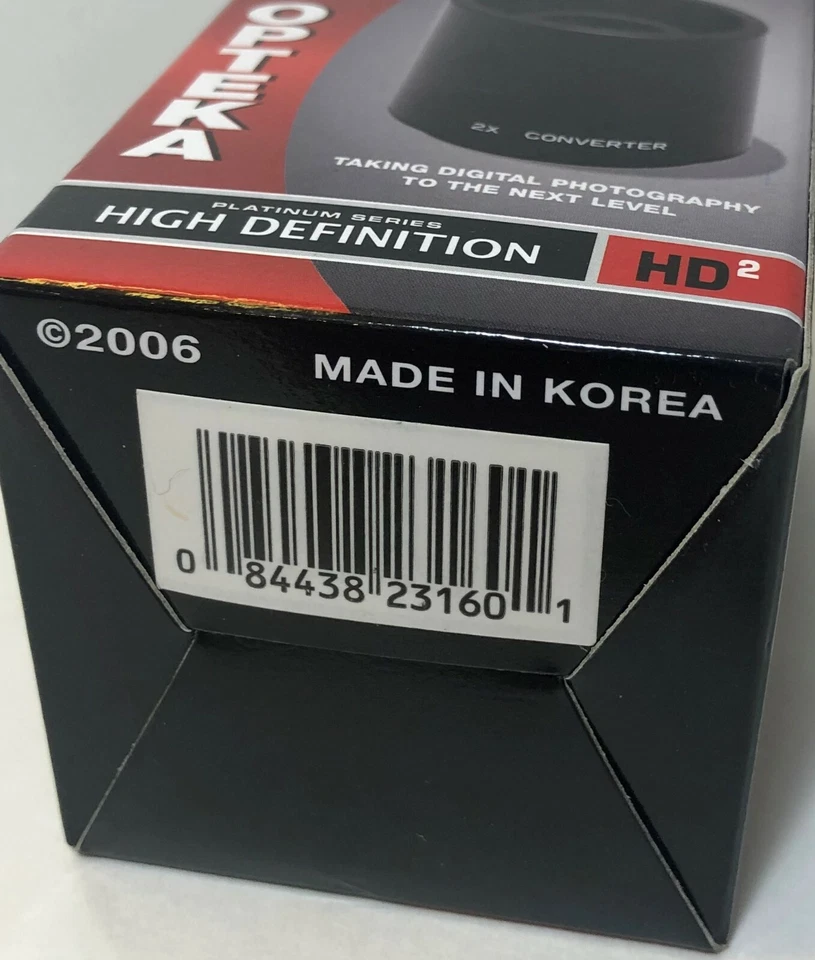 OPTEKA
2X CONVERTER
TAKING DIGITAL PHOTOGRAPHY
TO THE NEXT LEVEL
PLATINUM SERIES
HIGH DEFINITION
HD²
©2006
MADE IN KOREA
0 84438 23160 1